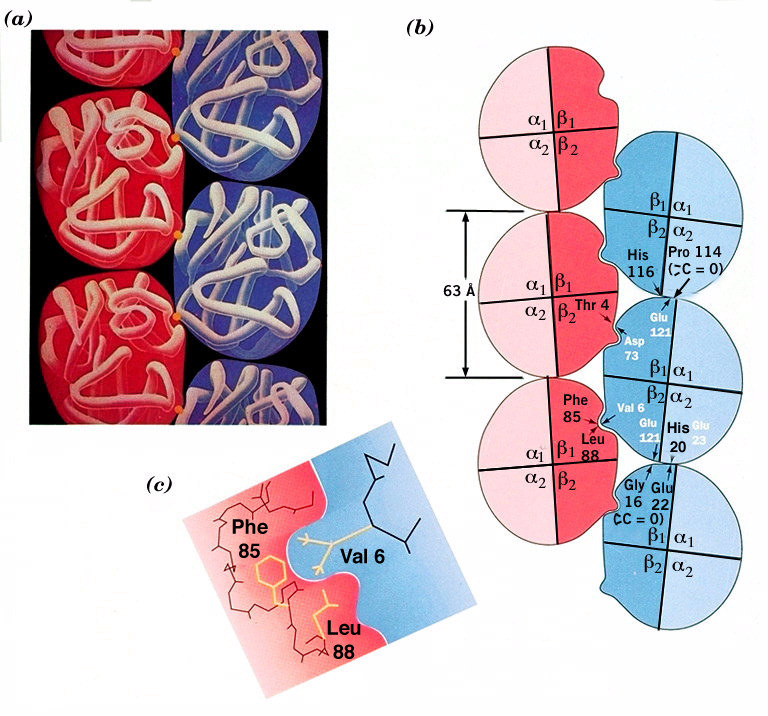 (a)
(b)
α1 β1
α2 β2
β1 α1
β2 α2
His
116
Pro 114
(C = 0)
63 Å
α1 β1
α2 β2
Thr 4
Glu
121
Asp
73
β1 α1
β2 α2
Phe
85
Val 6
Leu
88
Glu
121
His
20
Glu
23
α1 β1
α2 β2
Gly
16
(C = 0)
Glu
22
β1 α1
β2 α2
(c)
Phe
85
Val 6
Leu
88